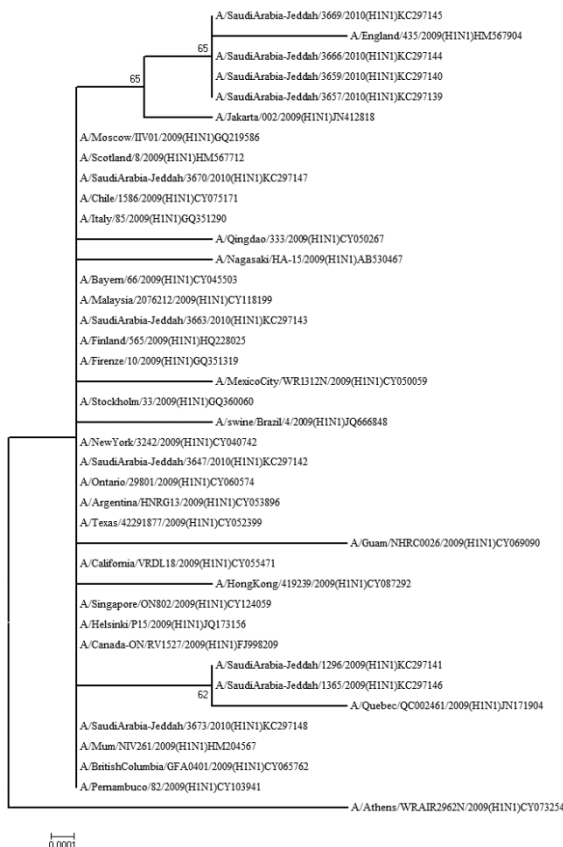 A/SaudiArabia-Jeddah/3669/2010(H1N1)KC297145
A/England/435/2009(H1N1)HM567904
65
A/SaudiArabia-Jeddah/3666/2010(H1N1)KC297144
65
A/SaudiArabia-Jeddah/3659/2010(H1N1)KC297140
A/SaudiArabia-Jeddah/3657/2010(H1N1)KC297139
A/Jakarta/002/2009(H1N1)JN412818
A/Moscow/IIV01/2009(H1N1)GQ219586
A/Scotland/8/2009(H1N1)HM567712
A/SaudiArabia-Jeddah/3670/2010(H1N1)KC297147
A/Chile/1586/2009(H1N1)CY075171
A/Italy/85/2009(H1N1)GQ351290
A/Qingdao/333/2009(H1N1)CY050267
A/Nagasaki/HA-15/2009(H1N1)AB530467
A/Bayern/66/2009(H1N1)CY045503
A/Malaysia/2076212/2009(H1N1)CY118199
A/SaudiArabia-Jeddah/3663/2010(H1N1)KC297143
A/Finland/565/2009(H1N1)HQ228025
A/Firenze/10/2009(H1N1)GQ351319
A/MexicoCity/WR1312N/2009(H1N1)CY050059
A/Stockholm/33/2009(H1N1)GQ360060
A/swine/Brazil/4/2009(H1N1)JQ666848
A/NewYork/3242/2009(H1N1)CY040742
A/SaudiArabia-Jeddah/3647/2010(H1N1)KC297142
A/Ontario/29801/2009(H1N1)CY060574
A/Argentina/HNRG13/2009(H1N1)CY053896
A/Texas/42291877/2009(H1N1)CY052399
A/Guam/NHRC0026/2009(H1N1)CY069090
A/California/VRDL18/2009(H1N1)CY055471
A/HongKong/419239/2009(H1N1)CY087292
A/Singapore/ON802/2009(H1N1)CY124059
A/Helsinki/P15/2009(H1N1)JQ173156
A/Canada-ON/RV1527/2009(H1N1)FJ998209
A/SaudiArabia-Jeddah/1296/2009(H1N1)KC297141
A/SaudiArabia-Jeddah/1365/2009(H1N1)KC297146
62
A/Quebec/QC002461/2009(H1N1)JN171904
A/SaudiArabia-Jeddah/3673/2010(H1N1)KC297148
A/Mum/NIV261/2009(H1N1)HM204567
A/BritishColumbia/GFA0401/2009(H1N1)CY065762
A/Pernambuco/82/2009(H1N1)CY103941
A/Athens/WRAIR2962N/2009(H1N1)CY073254
0.0001